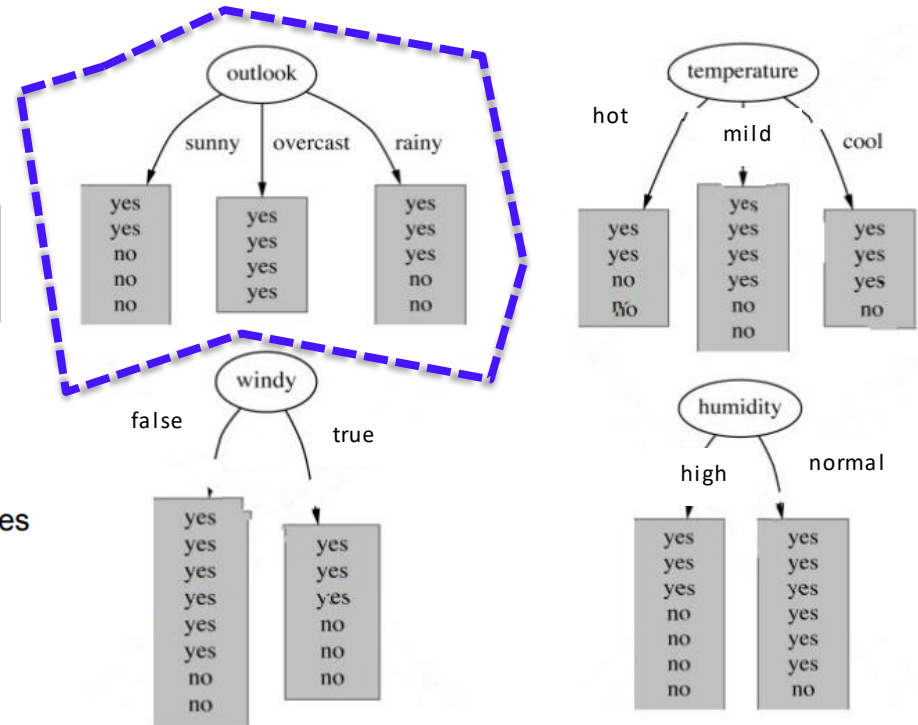 outlook
sunny overcast rainy
yes
yes
no
no
no
yes
yes
yes
yes
yes
yes
yes
no
no
temperature
hot
mild
cool
yes
yes
no
no
yes
yes
yes
yes
no
no
yes
yes
yes
no
windy
false
true
yes
yes
yes
yes
yes
yes
no
no
yes
yes
yes
no
no
no
humidity
high
normal
yes
yes
yes
no
no
no
no
yes
yes
yes
yes
yes
yes
no
es